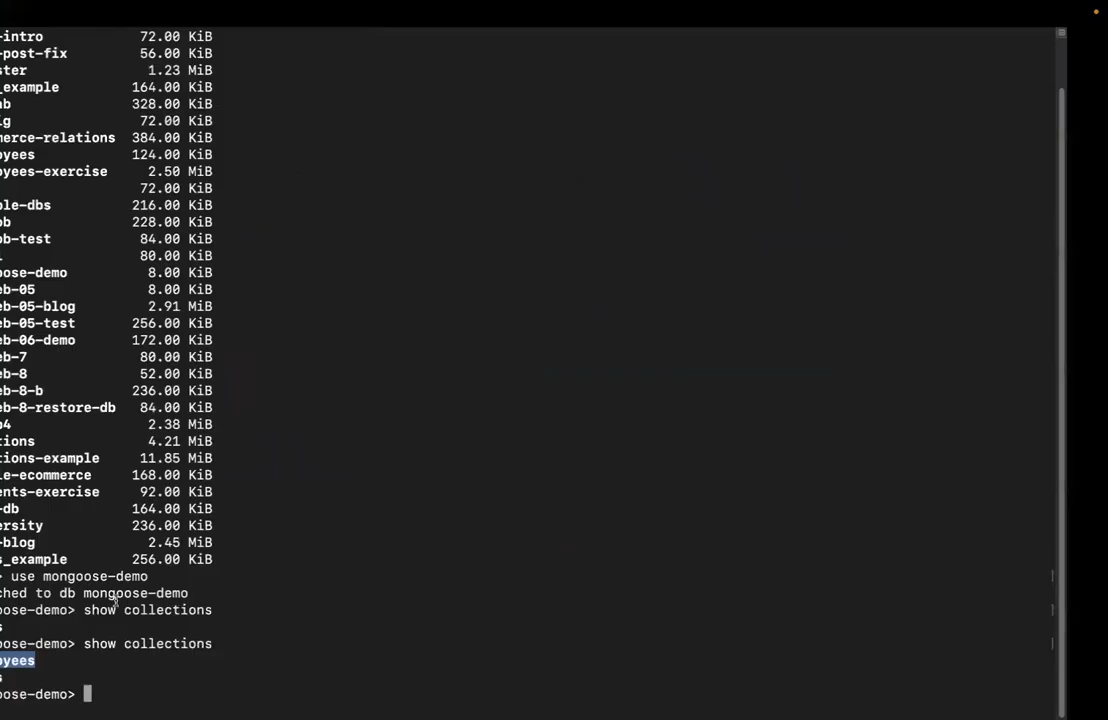 -intro 72.00 KiB
-post-fix 56.00 KiB
ster 1.23 MiB
_example 164.00 KiB
ab 328.00 KiB
ig 72.00 KiB
merce-relations 384.00 KiB
oyees 124.00 KiB
oyees-exercise 2.50 MiB
72.00 KiB
ple-dbs 216.00 KiB
ob 228.00 KiB
ob-test 84.00 KiB
l 80.00 KiB
oose-demo 8.00 KiB
eb-05 8.00 KiB
eb-05-blog 2.91 MiB
eb-05-test 256.00 KiB
eb-06-demo 172.00 KiB
eb-7 80.00 KiB
eb-8 52.00 KiB
eb-8-b 236.00 KiB
eb-8-restore-db 84.00 KiB
o4 2.38 MiB
tions 4.21 MiB
tions-example 11.85 MiB
le-ecommerce 168.00 KiB
ents-exercise 92.00 KiB
-db 164.00 KiB
ersity 236.00 KiB
-blog 2.45 MiB
s_example 256.00 KiB
> use mongoose-demo
ched to db mongoose-demo
oose-demo> show collections
s
oose-demo> show collections
oyees
s
oose-demo>